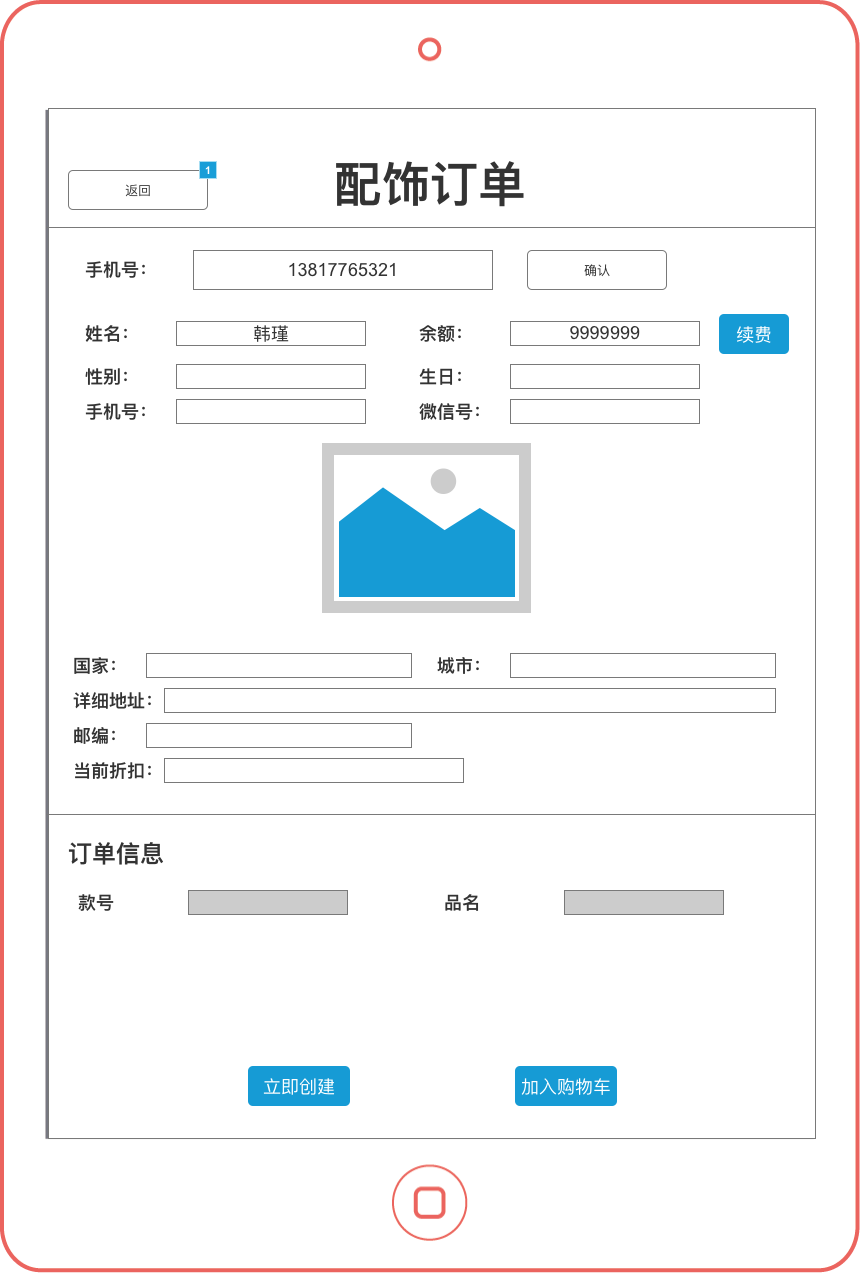 配饰订单
返回
1
手机号： 13817765321 确认
姓名： 韩瑾 余额： 9999999 续费
性别： 生日：
手机号： 微信号：
国家： 城市：
详细地址：
邮编：
当前折扣：
订单信息
款号 品名
立即创建 加入购物车